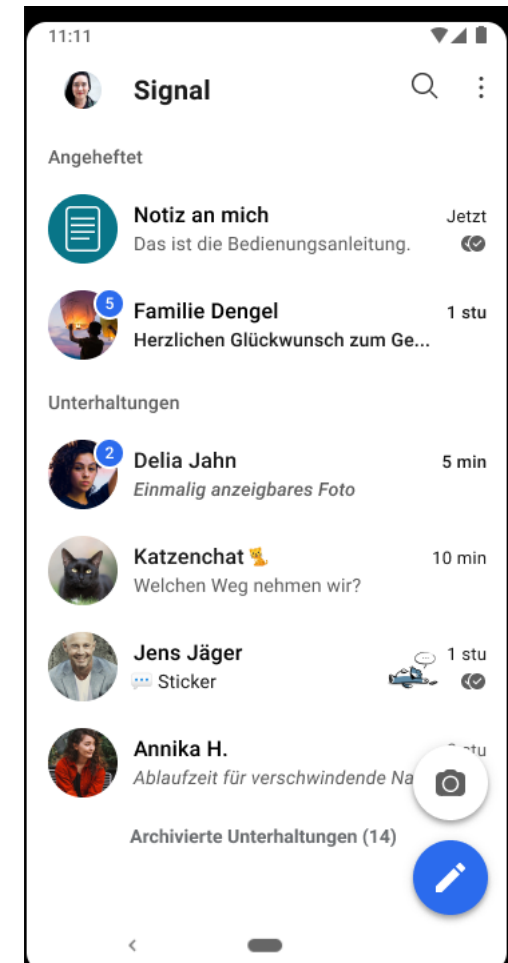 11:11
Signal
Angeheftet
Notiz an mich Jetzt
Das ist die Bedienungsanleitung.
5
Familie Dengel 1 stu
Herzlichen Glückwunsch zum Ge...
Unterhaltungen
2
Delia Jahn 5 min
Einmalig anzeigbares Foto
Katzenchat🐈 10 min
Welchen Weg nehmen wir?
Jens Jäger 1 stu
💬 Sticker
Annika H. stu
Ablaufzeit für verschwindende Na
Archivierte Unterhaltungen (14)